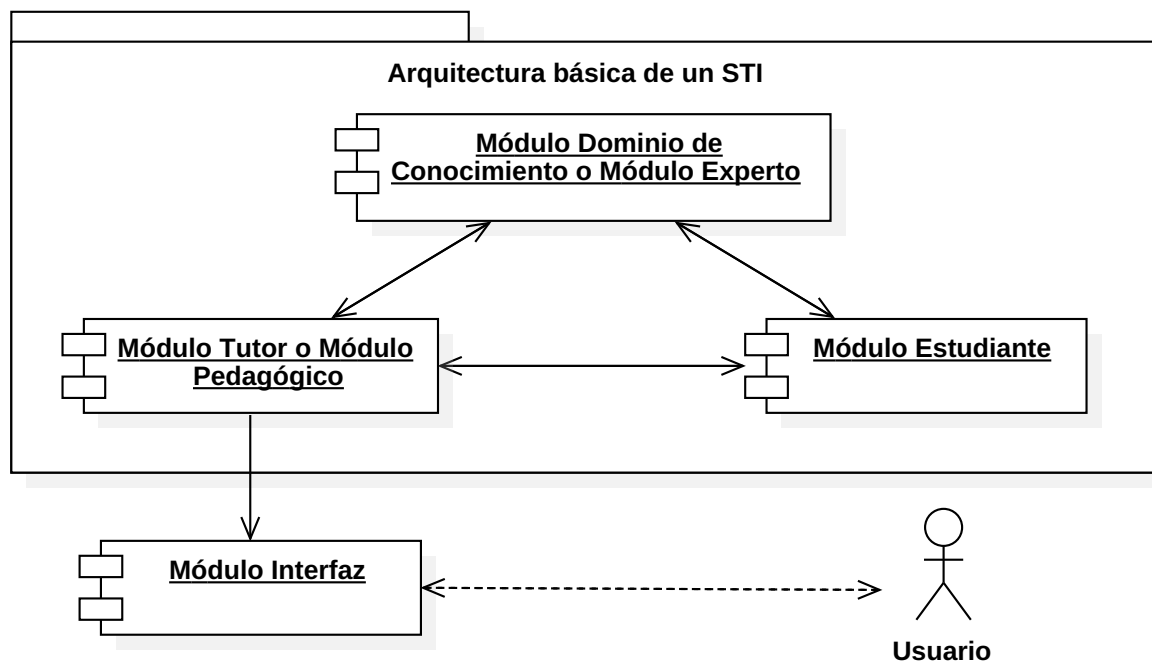 Arquitectura básica de un STI
Módulo Dominio de
Conocimiento o Módulo Experto
Módulo Tutor o Módulo
Pedagógico
Módulo Estudiante
Módulo Interfaz
Usuario